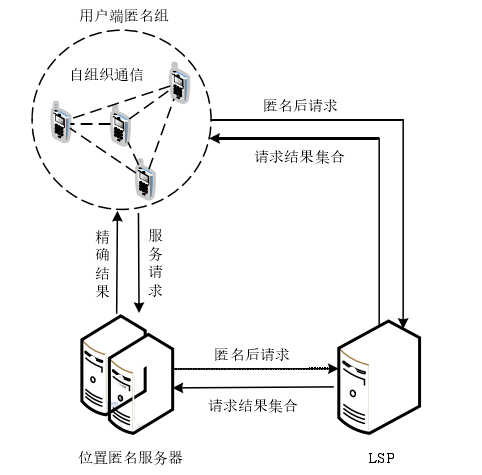 用户端匿名组
自组织通信
匿名后请求
请求结果集合
精确结果
服务请求
匿名后请求
请求结果集合
位置匿名服务器
LSP